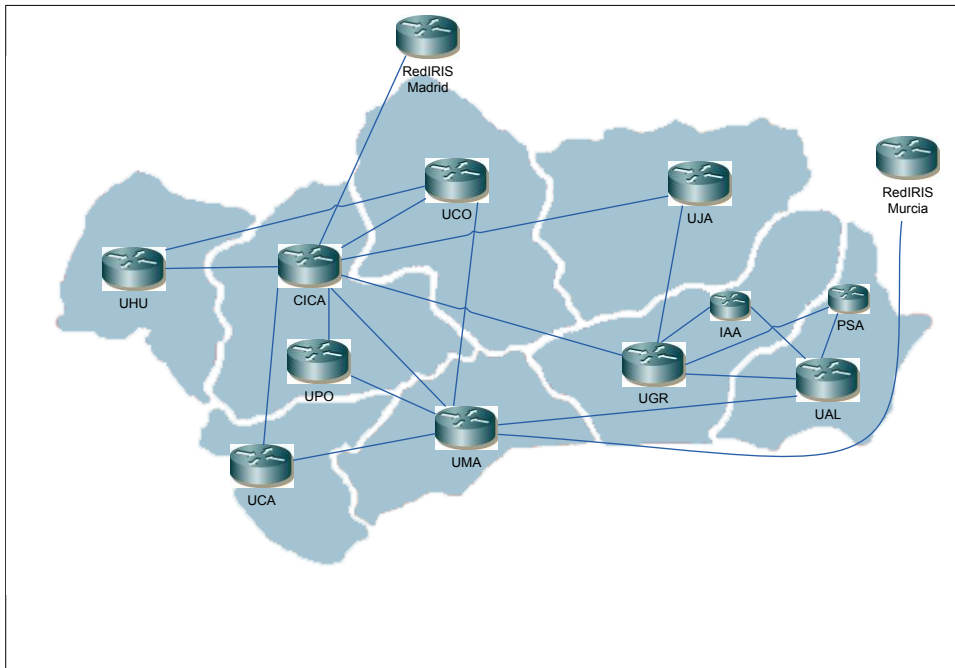 RedIRIS
Madrid
RedIRIS
Murcia
UCO
UJA
UHU
CICA
IAA
PSA
UPO
UGR
UAL
UMA
UCA